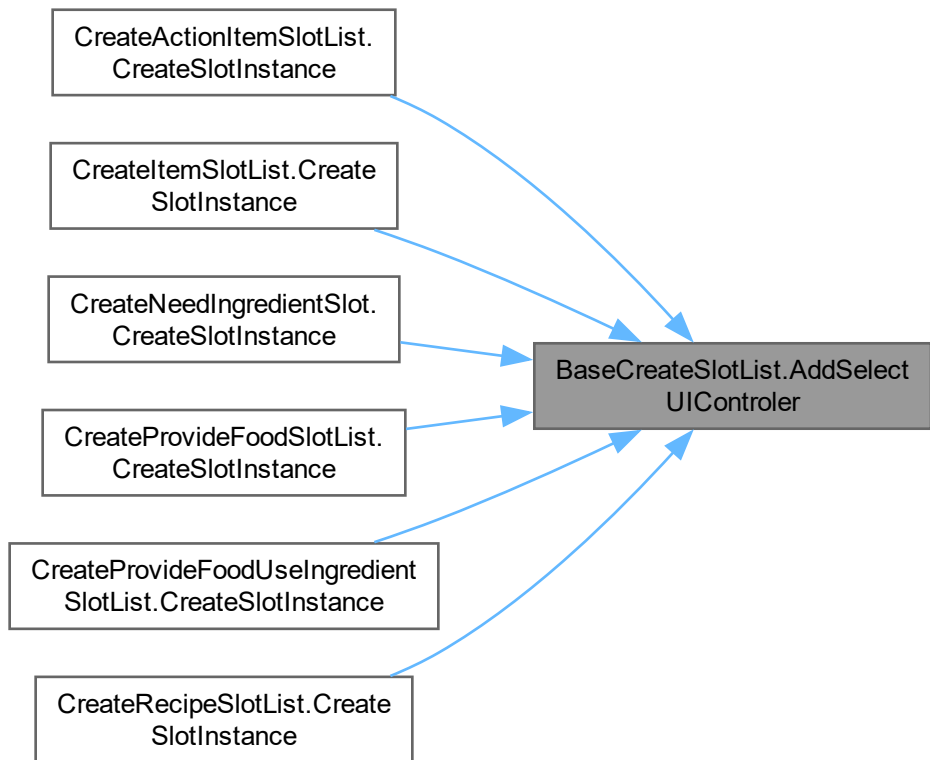 CreateActionItemSlotList.
CreateSlotInstance
CreateItemSlotList.Create
SlotInstance
CreateNeedIngredientSlot.
CreateSlotInstance
BaseCreateSlotList.AddSelect
UIControler
CreateProvideFoodSlotList.
CreateSlotInstance
CreateProvideFoodUseIngredient
SlotList.CreateSlotInstance
CreateRecipeSlotList.Create
SlotInstance